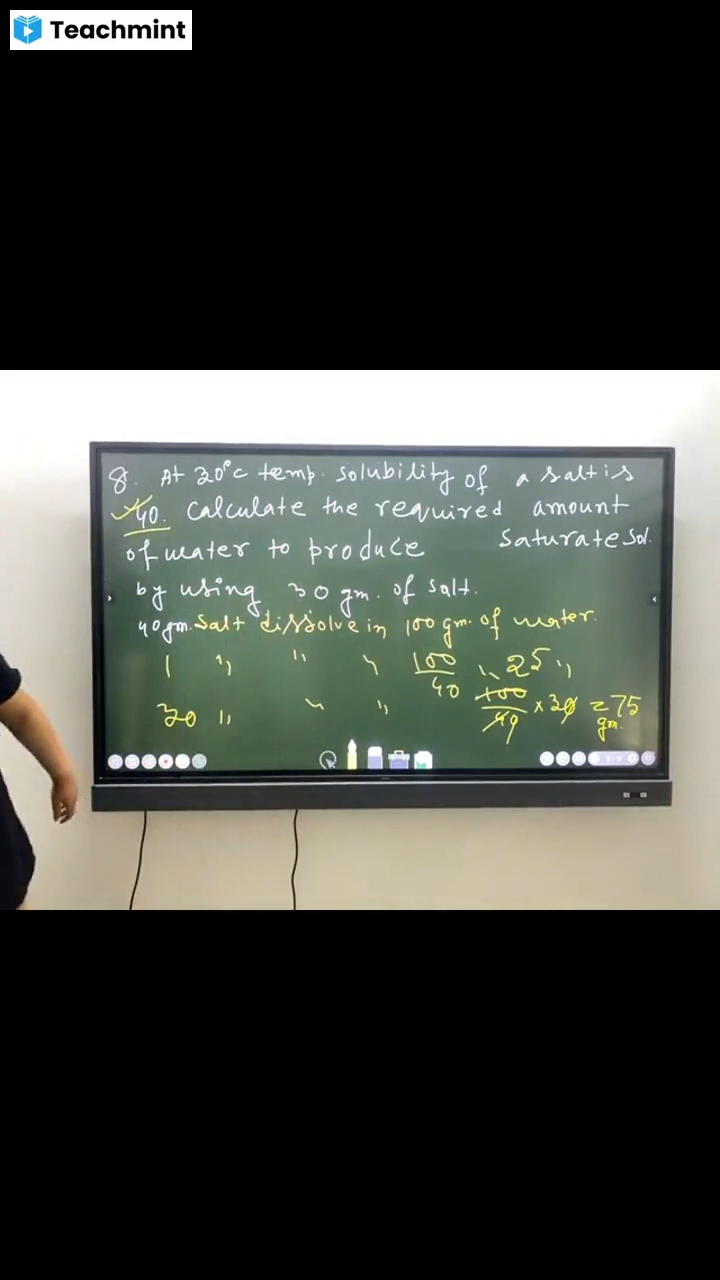 Teachmint
8. At 30°C temp. solubility of a salt is
40. Calculate the required amount
of water to produce saturate sol.
by using 30 gm. of salt.
40 gm. salt dissolve in 100 gm. of water.
1 " " " 100/40 " 25 "
30 " " " 100/40 × 30 = 75 gm.